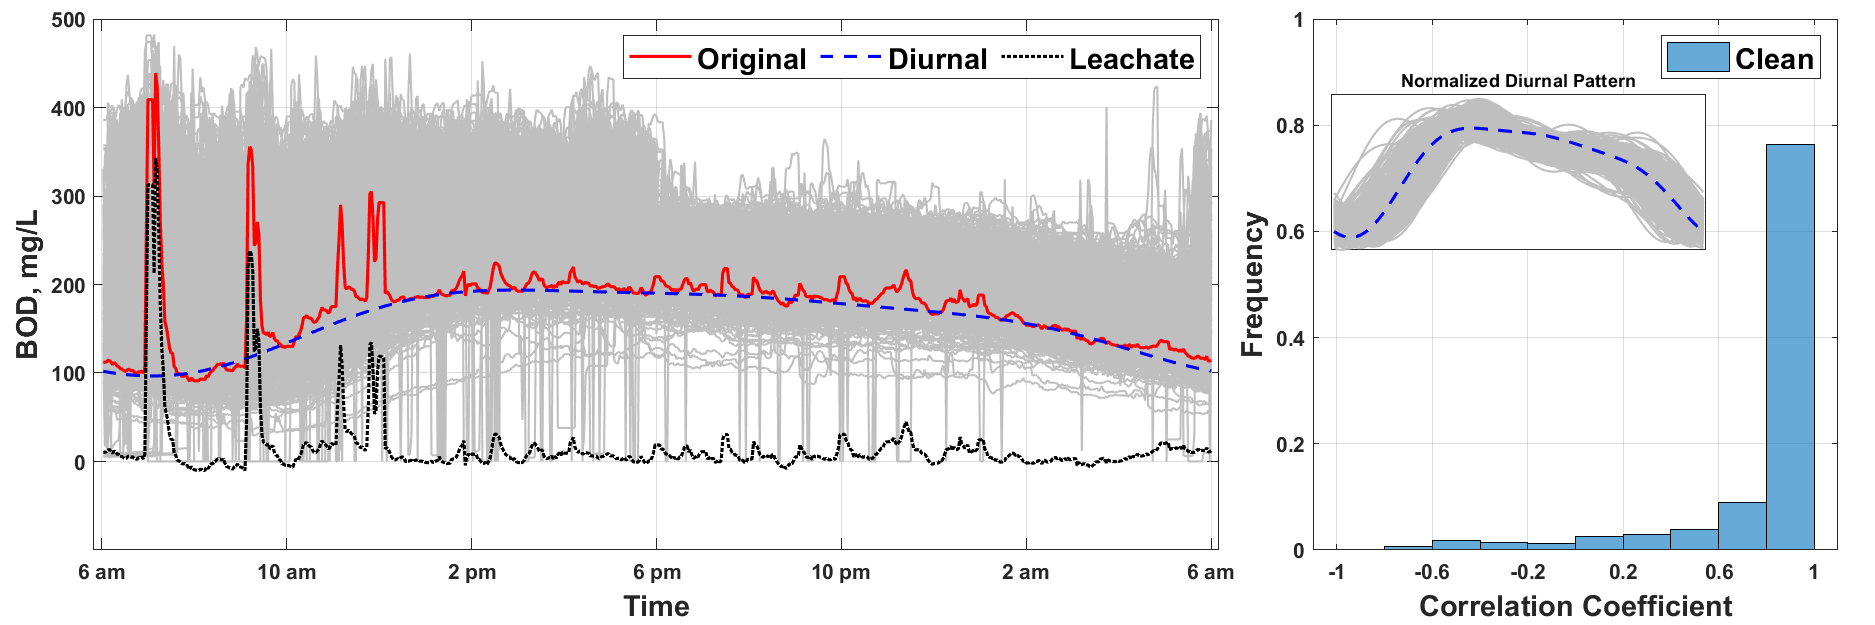 500
400
300
200
100
0
BOD, mg/L
Original Diurnal Leachate
6 am 10 am 2 pm 6 pm 10 pm 2 am 6 am
Time
1
0.8
0.6
0.4
0.2
0
Frequency
Clean
Normalized Diurnal Pattern
-1 -0.6 -0.2 0.2 0.6 1
Correlation Coefficient